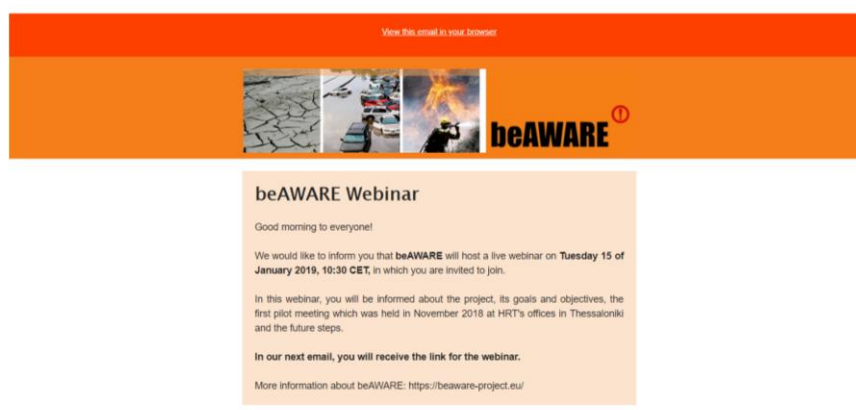 View this email in your browser
beAWARE
beAWARE Webinar
Good morning to everyone!
We would like to inform you that beAWARE will host a live webinar on Tuesday 15 of
January 2019, 10:30 CET, in which you are invited to join.
In this webinar, you will be informed about the project, its goals and objectives, the
first pilot meeting which was held in November 2018 at HRT's offices in Thessaloniki
and the future steps.
In our next email, you will receive the link for the webinar.
More information about beAWARE: https://beaware-project.eu/